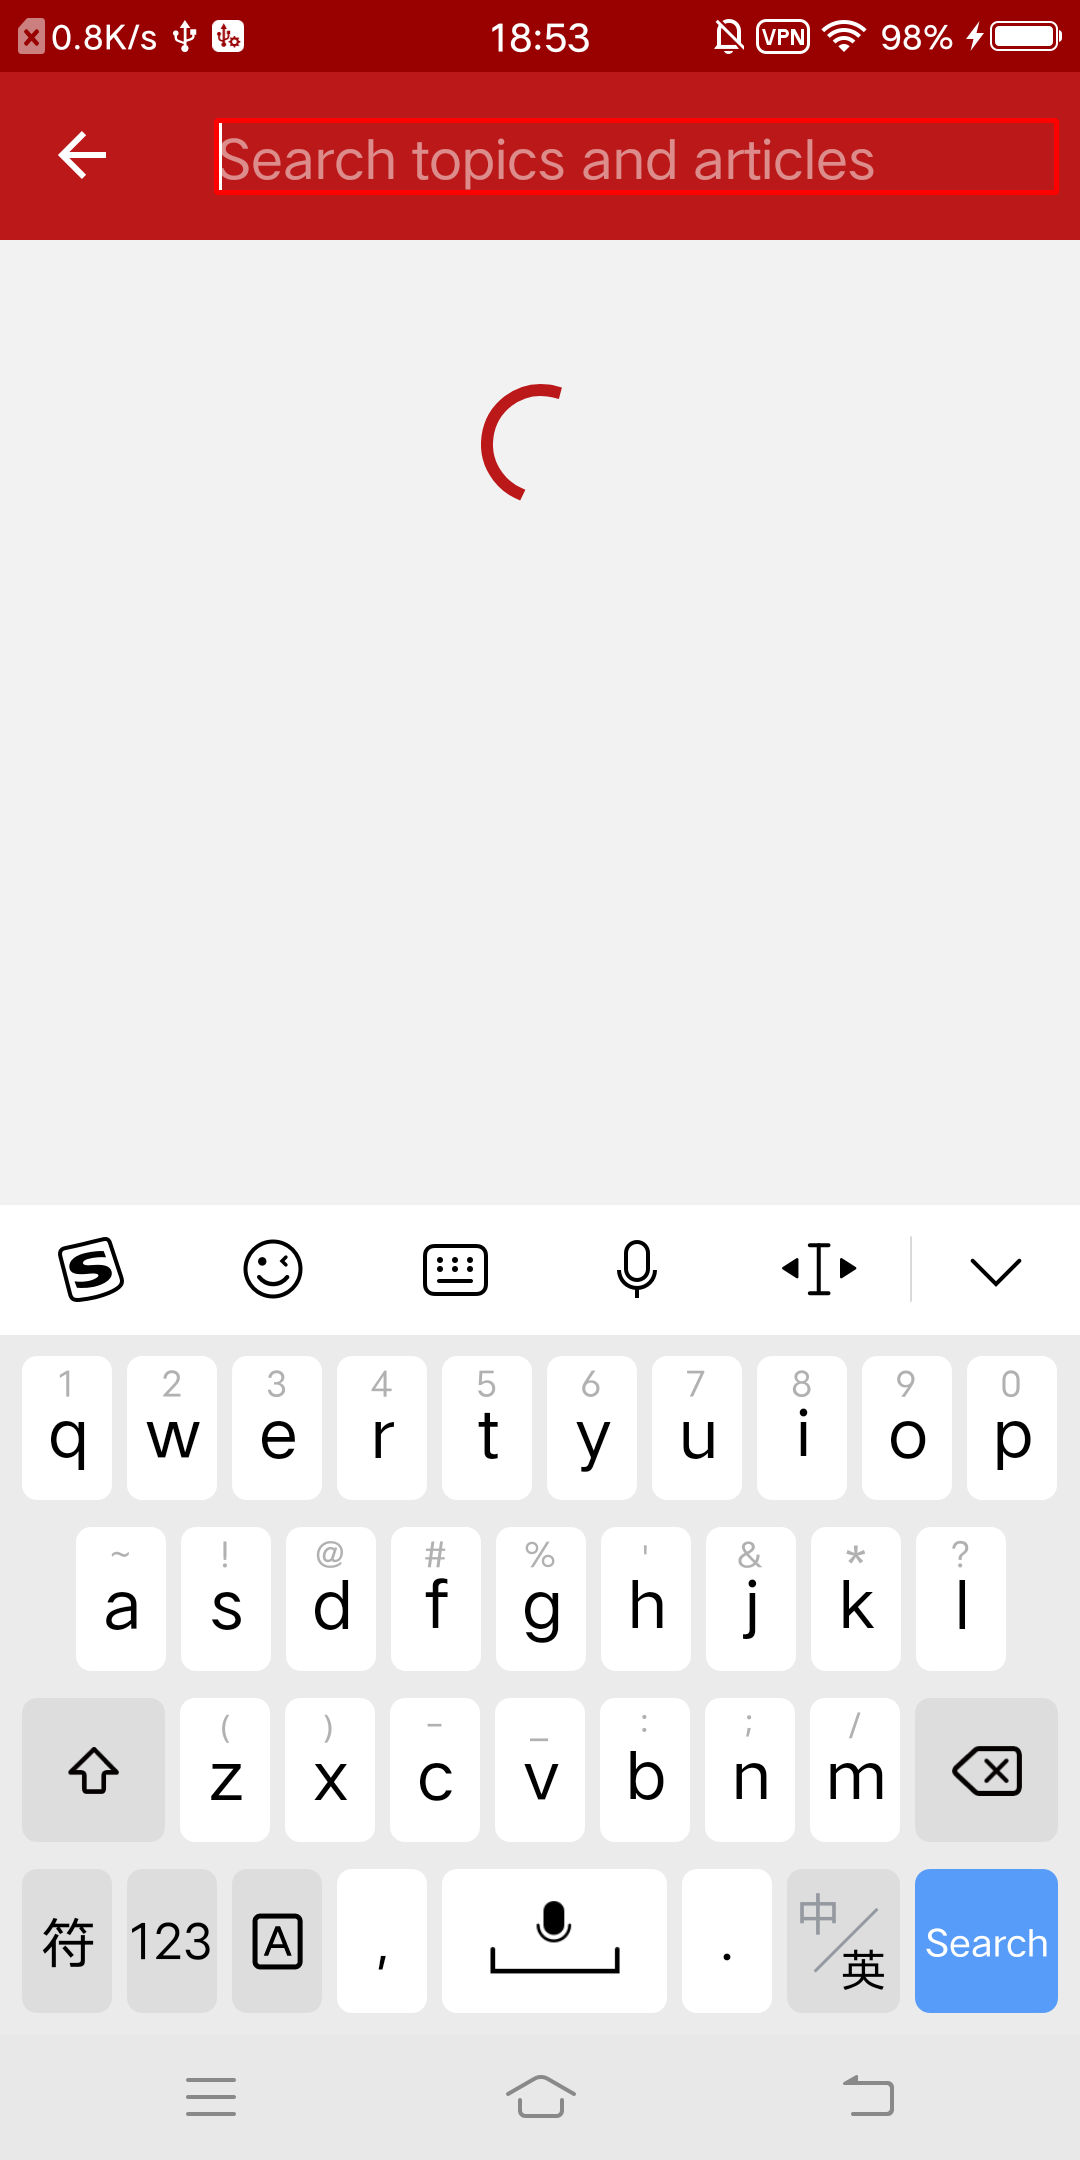 0.8K/s 18:53 VPN 98%
Search topics and articles
1 2 3 4 5 6 7 8 9 0
q w e r t y u i o p
~ ! @ # % ' & * ?
a s d f g h j k l
( ) - _ : ; /
z x c v b n m
符 123 A , . 中/英 Search